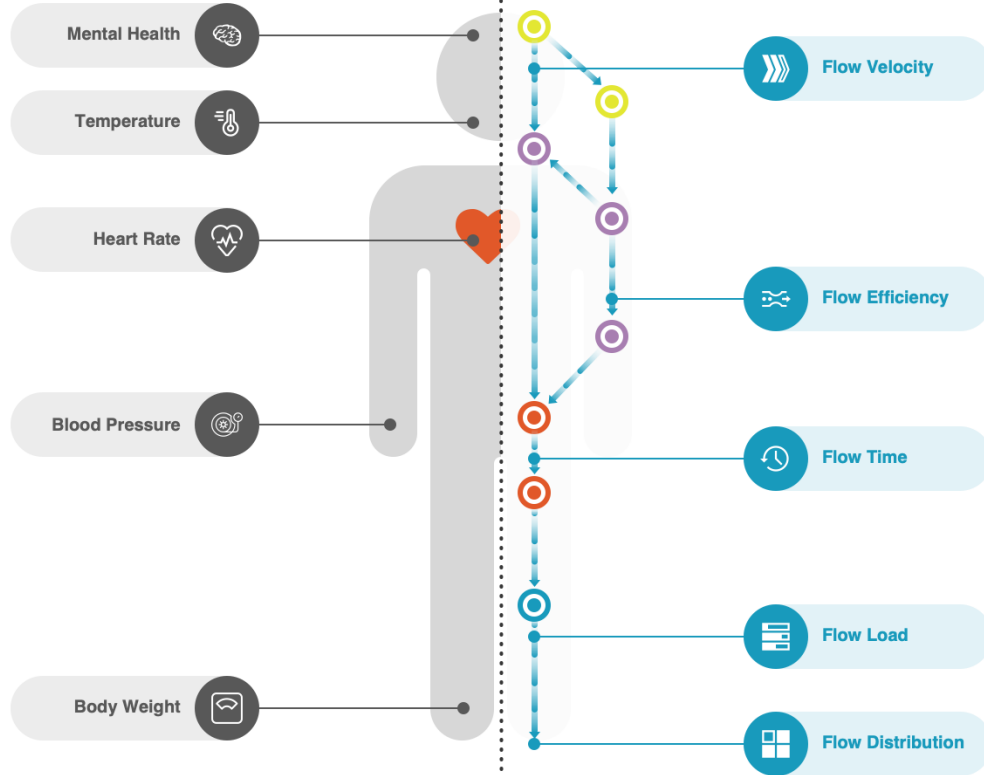 Mental Health
Temperature
Heart Rate
Blood Pressure
Body Weight
Flow Velocity
Flow Efficiency
Flow Time
Flow Load
Flow Distribution